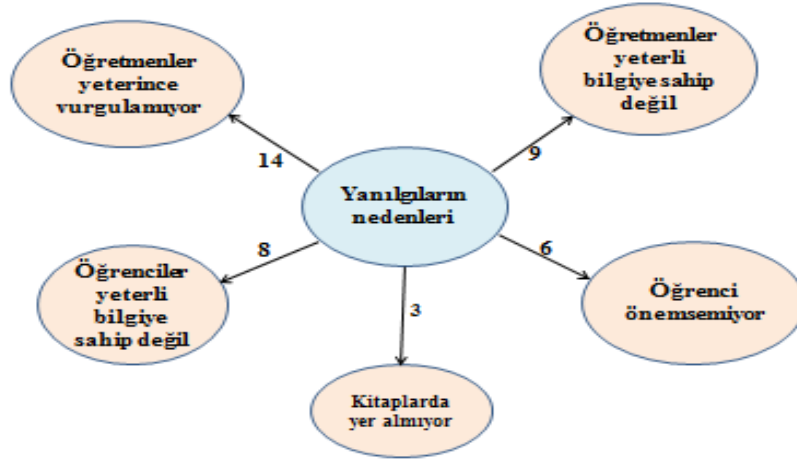 Öğretmenler
yeterince
vurgulamıyor
Öğretmenler
yeterli
bilgiye sahip
değil
14
9
Yanılgıların
nedenleri
8
6
3
Öğrenciler
yeterli
bilgiye
sahip değil
Öğrenci
önemsemiyor
Kitaplarda
yer almıyor